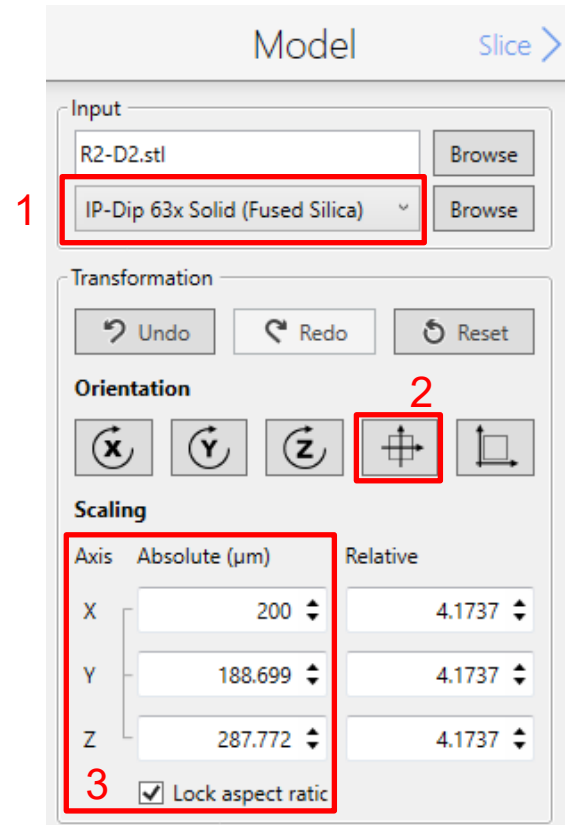 Model Slice
Input
R2-D2.stl Browse
1 IP-Dip 63x Solid (Fused Silica) Browse
Transformation
Undo Redo Reset
Orientation 2
X Y Z
Scaling
Axis Absolute (µm) Relative
X 200 4.1737
Y 188.699 4.1737
Z 287.772 4.1737
3 Lock aspect ratic